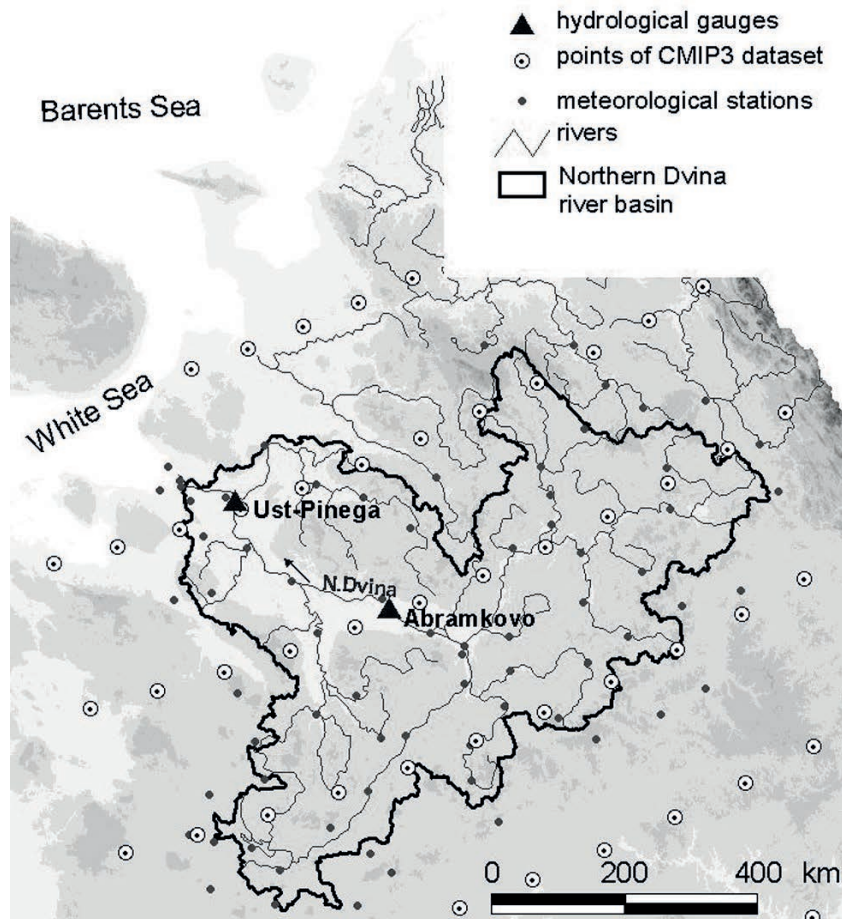 hydrological gauges
points of CMIP3 dataset
meteorological stations
rivers
Northern Dvina
river basin
Barents Sea
White Sea
Ust-Pinega
N.Dvina
Abramkovo
0 200 400 km